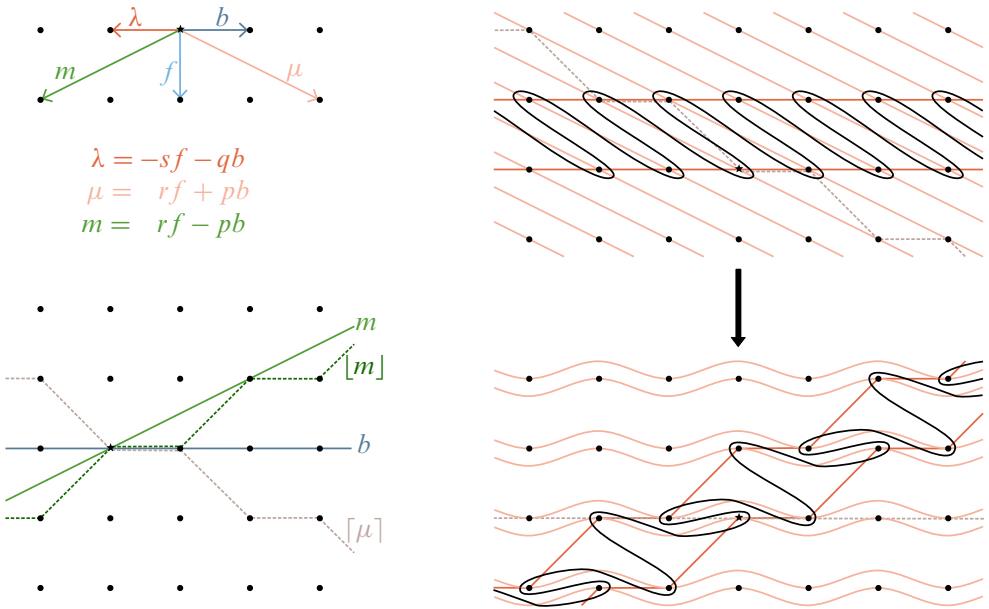 λ b
m f μ
λ = −sf − qb
μ = rf + pb
m = rf − pb
m
⌊m⌋
b
⌈μ⌉